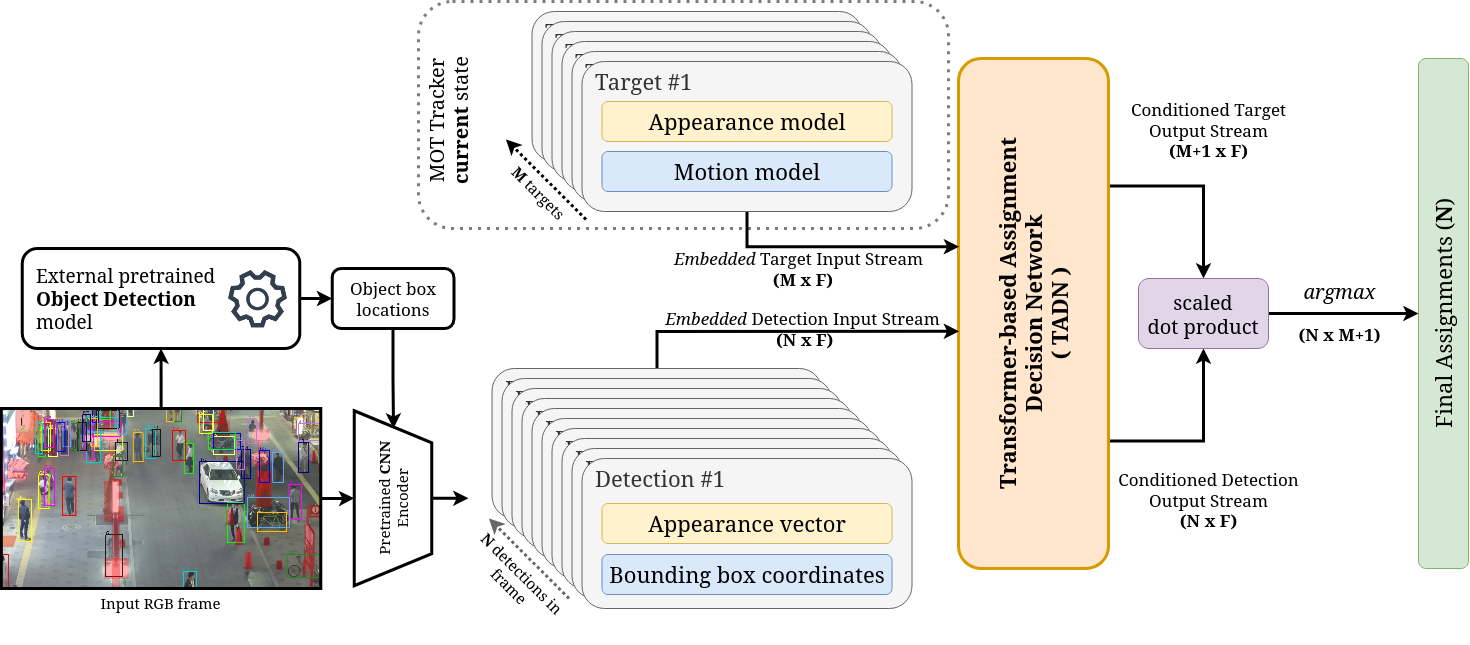 MOT Tracker
current state
Target #1
Appearance model
Motion model
M targets
Embedded Target Input Stream
(M x F)
External pretrained
Object Detection
model
Object box
locations
Embedded Detection Input Stream
(N x F)
Input RGB frame
Pretrained CNN
Encoder
Detection #1
Appearance vector
Bounding box coordinates
N detections in
frame
Transformer-based Assignment
Decision Network
( TADN )
Conditioned Target
Output Stream
(M+1 x F)
scaled
dot product
Conditioned Detection
Output Stream
(N x F)
argmax
(N x M+1)
Final Assignments (N)